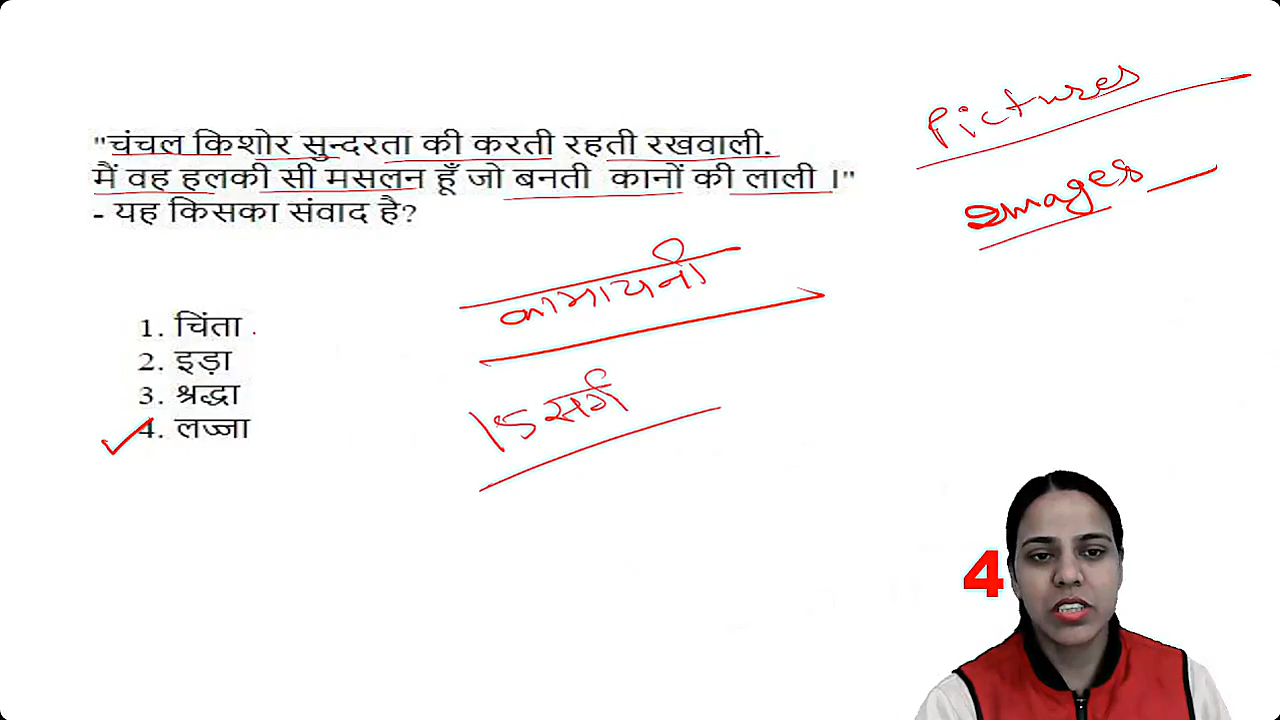 "चंचल किशोर सुन्दरता की करती रहती रखवाली.
मैं वह हलकी सी मसलन हूँ जो बनती कानों की लाली ।"
- यह किसका संवाद है?
1. चिंता
2. इड़ा
3. श्रद्धा
4. लज्जा
Pictures
Images
कामायनी
15 सर्ग
4